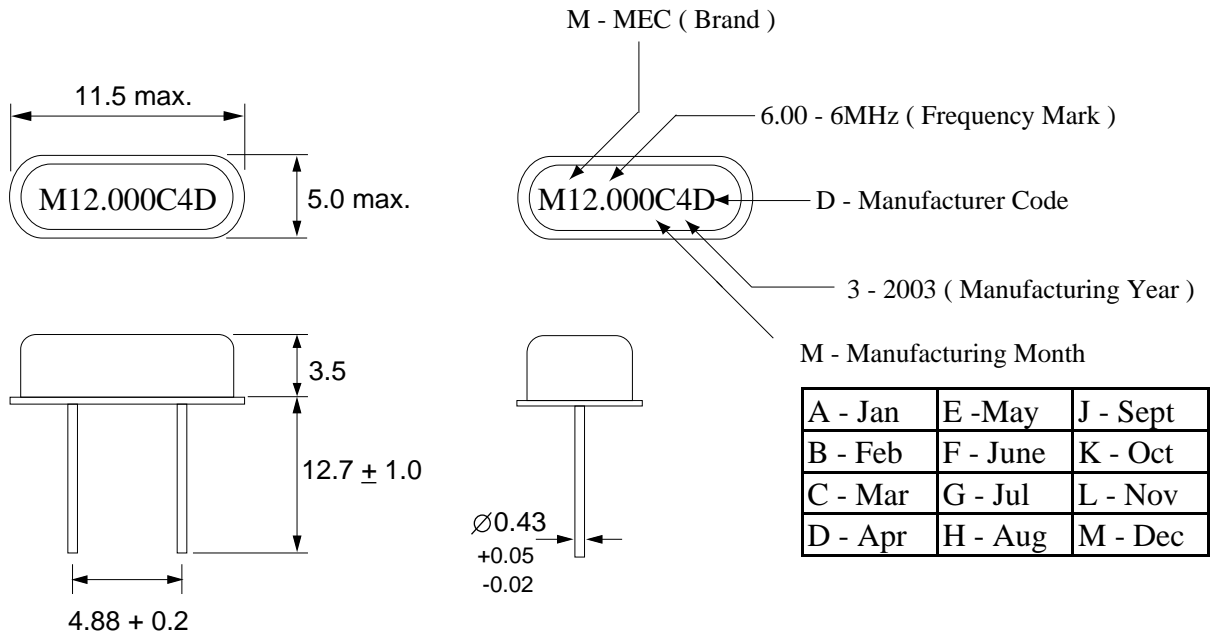 M - MEC ( Brand )
11.5 max.
6.00 - 6MHz ( Frequency Mark )
M12.000C4D
5.0 max.
M12.000C4D
D - Manufacturer Code
3 - 2003 ( Manufacturing Year )
M - Manufacturing Month
3.5
12.7 ± 1.0
Ø0.43
+0.05
-0.02
4.88 + 0.2
A - Jan E -May J - Sept
B - Feb F - June K - Oct
C - Mar G - Jul L - Nov
D - Apr H - Aug M - Dec